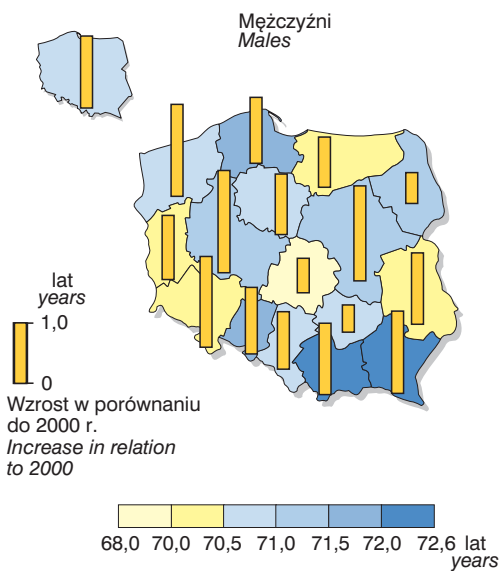 Mężczyźni
Males
lat
years
1,0
0
Wzrost w porównaniu
do 2000 r.
Increase in relation
to 2000
68,0 70,0 70,5 71,0 71,5 72,0 72,6 lat
years